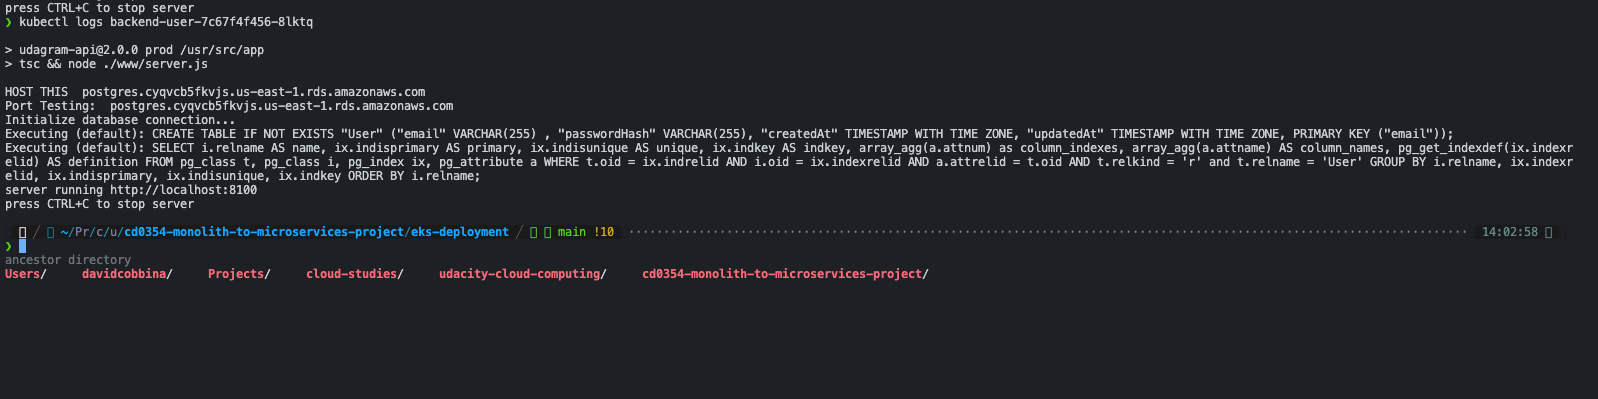 press CTRL+C to stop server
❯ kubectl logs backend-user-7c67f4f456-8lktq
> udagram-api@2.0.0 prod /usr/src/app
> tsc && node ./www/server.js
HOST THIS  postgres.cyqvcb5fkvjs.us-east-1.rds.amazonaws.com
Port Testing:  postgres.cyqvcb5fkvjs.us-east-1.rds.amazonaws.com
Initialize database connection...
Executing (default): CREATE TABLE IF NOT EXISTS "User" ("email" VARCHAR(255) , "passwordHash" VARCHAR(255), "createdAt" TIMESTAMP WITH TIME ZONE, "updatedAt" TIMESTAMP WITH TIME ZONE, PRIMARY KEY ("email"));
Executing (default): SELECT i.relname AS name, ix.indisprimary AS primary, ix.indisunique AS unique, ix.indkey AS indkey, array_agg(a.attnum) as column_indexes, array_agg(a.attname) AS column_names, pg_get_indexdef(ix.indexr
elid) AS definition FROM pg_class t, pg_class i, pg_index ix, pg_attribute a WHERE t.oid = ix.indrelid AND i.oid = ix.indexrelid AND a.attrelid = t.oid AND t.relkind = 'r' and t.relname = 'User' GROUP BY i.relname, ix.indexr
elid, ix.indisprimary, ix.indisunique, ix.indkey ORDER BY i.relname;
server running http://localhost:8100
press CTRL+C to stop server
/ ~/Pr/c/u/cd0354-monolith-to-microservices-project/eks-deployment / main !10 14:02:58
❯
ancestor directory
Users/ davidcobbina/ Projects/ cloud-studies/ udacity-cloud-computing/ cd0354-monolith-to-microservices-project/